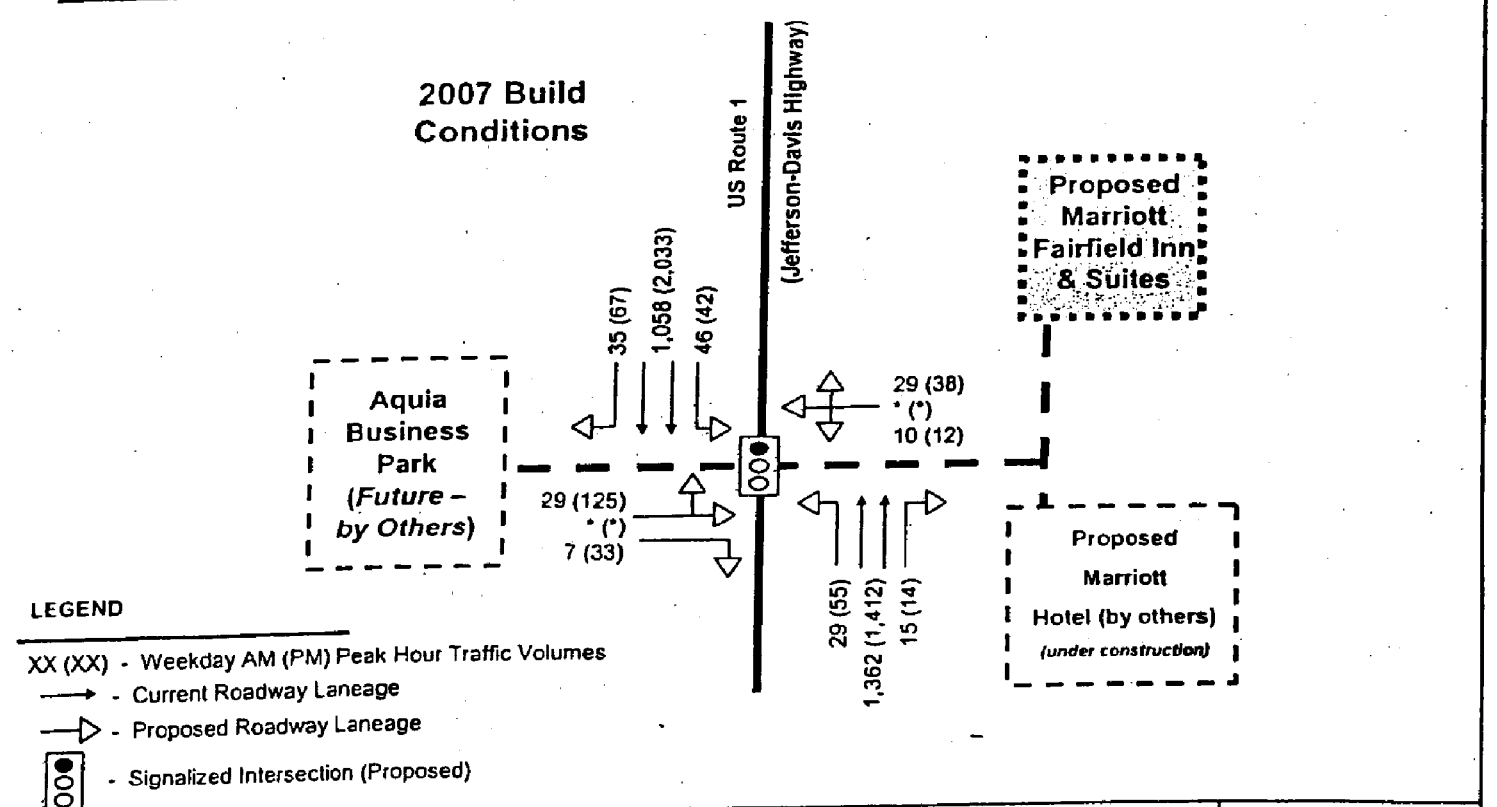 2007 Build
Conditions
US Route 1
(Jefferson-Davis Highway)
Proposed
Marriott
Fairfield Inn
& Suites
35 (67)
1,058 (2,033)
46 (42)
29 (38)
* (*)
10 (12)
Aquia
Business
Park
(Future –
by Others)
29 (125)
* (*)
7 (33)
29 (55)
1,362 (1,412)
15 (14)
Proposed
Marriott
Hotel (by others)
(under construction)
LEGEND
XX (XX) - Weekday AM (PM) Peak Hour Traffic Volumes
- Current Roadway Laneage
- Proposed Roadway Laneage
- Signalized Intersection (Proposed)